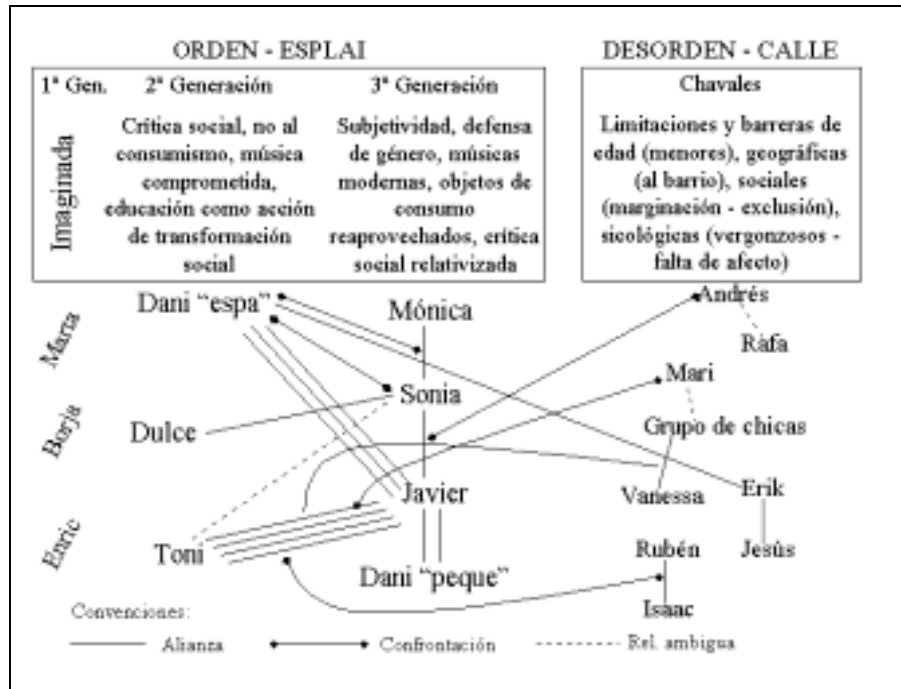 ORDEN - ESPLAI
DESORDEN - CALLE
1ª Gen.
2ª Generación
3ª Generación
Chavales
Imaginada
Crítica social, no al
consumismo, música
comprometida,
educación como acción
de transformación
social
Subjetividad, defensa
de género, músicas
modernas, objetos de
consumo
reaprovechados, crítica
social relativizada
Limitaciones y barreras de
edad (menores), geográficas
(al barrio), sociales
(marginación - exclusión),
sicológicas (vergonzosos -
falta de afecto)
Marta
Dani “espa”
Mónica
Andrés
Rafa
Mari
Sonia
Borja
Dulce
Grupo de chicas
Javier
Vanessa
Erik
Enric
Toni
Rubén
Jesús
Dani “peque”
Isaac
Convenciones:
Alianza
Confrontación
Rel. ambigua